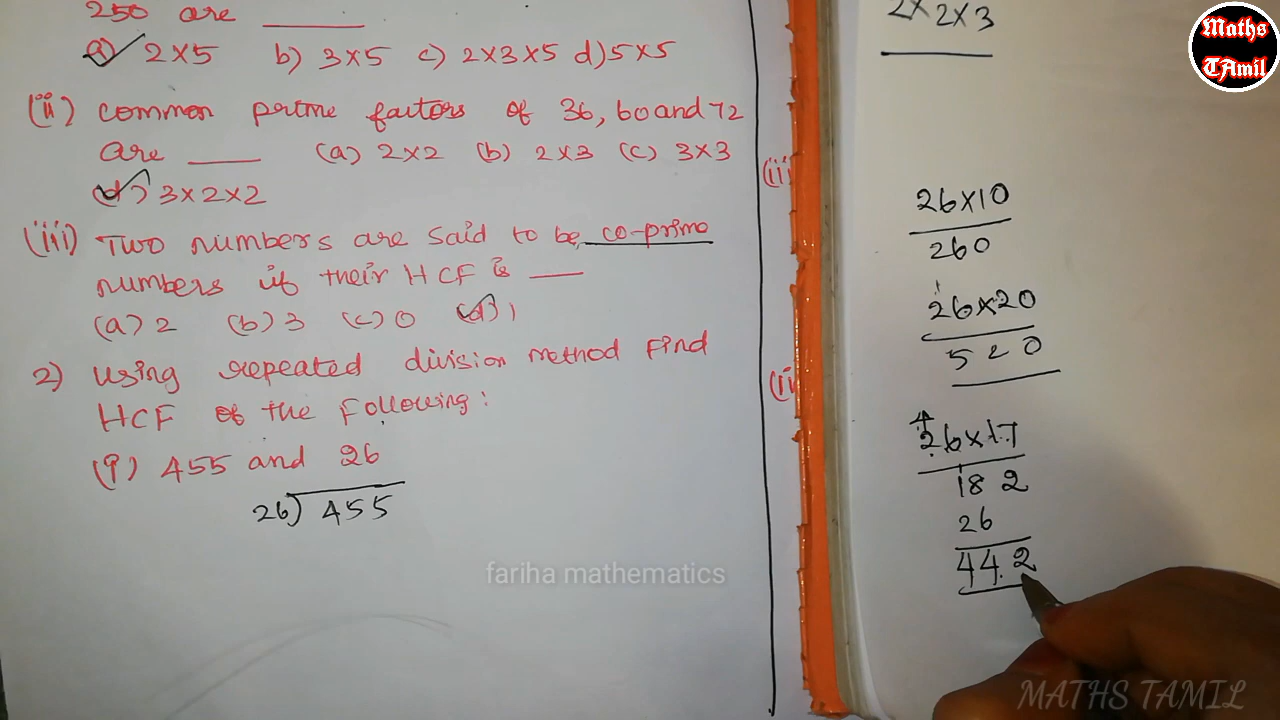 250 are ______
a) 2×5 b) 3×5 c) 2×3×5 d) 5×5
(ii) common prime factors of 36, 60 and 72
are ____ (a) 2×2 (b) 2×3 (c) 3×3
(d) 3×2×2
(iii) Two numbers are said to be co-prime
numbers if their HCF is ___
(a) 2 (b) 3 (c) 0 (d) 1
2) Using repeated division method find
HCF of the following:
(i) 455 and 26
26) 455
fariha mathematics
2×2×3
(ii)
26×10
260
1
26×20
520
(ii
4
26×17
182
26
442
Maths
TAmil
MATHS TAMIL